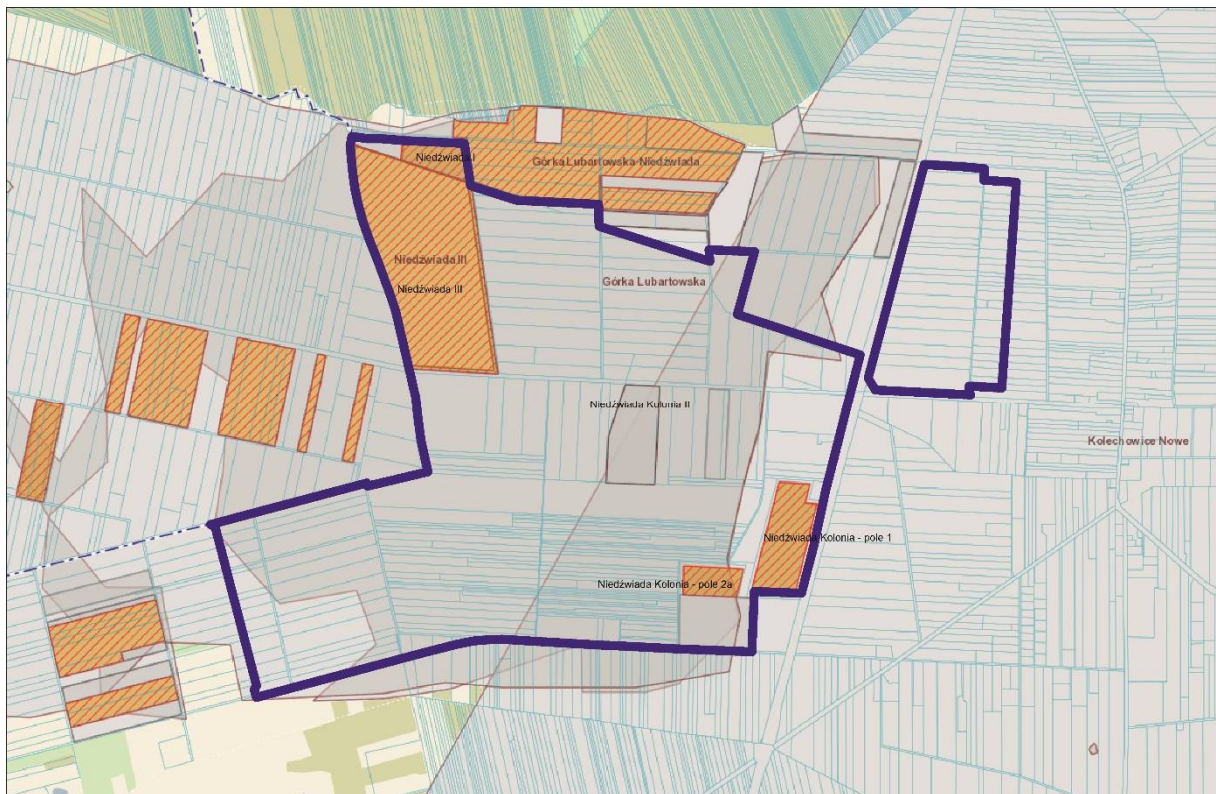 Niedźwiada I
Górka Lubartowska-Niedźwiada
Niedźwiada III
Niedźwiada III
Górka Lubartowska
Niedźwiada Kolonia II
Kolechowice Nowe
Niedźwiada Kolonia - pole 1
Niedźwiada Kolonia - pole 2a